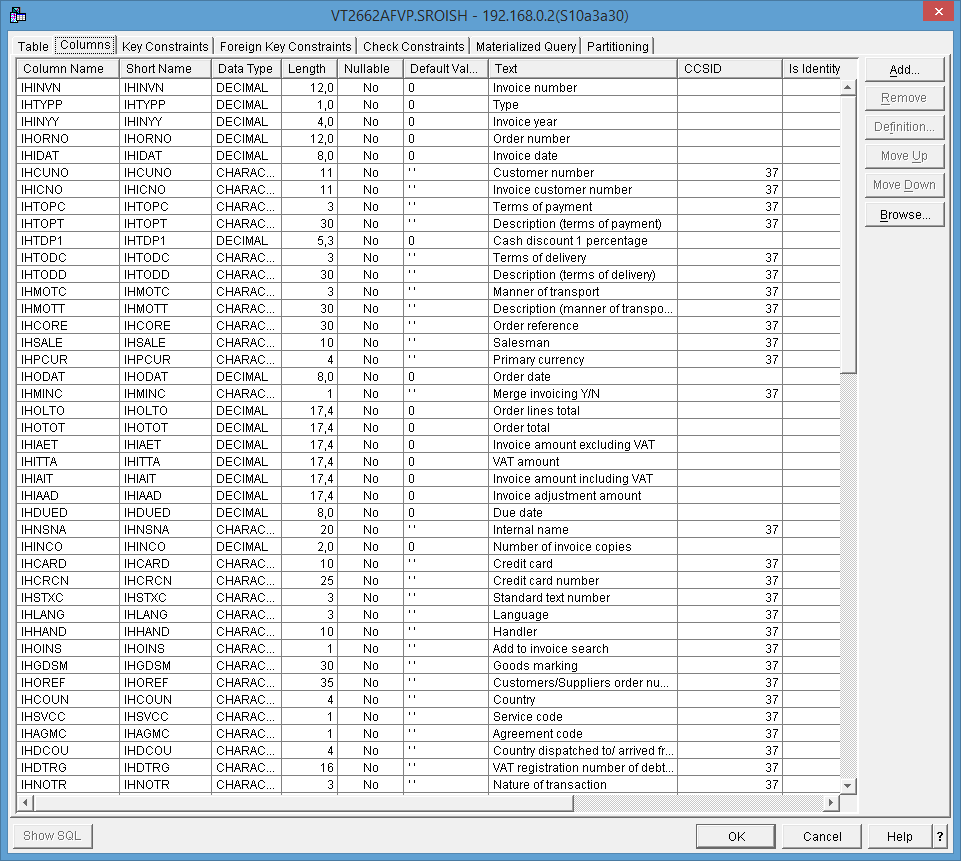 VT2662AFVP.SROISH - 192.168.0.2(S10a3a30)
Table Columns Key Constraints Foreign Key Constraints Check Constraints Materialized Query Partitioning
Column Name Short Name Data Type Length Nullable Default Val... Text CCSID Is Identity
IHINVN IHINVN DECIMAL 12,0 No 0 Invoice number
IHTYPP IHTYPP DECIMAL 1,0 No 0 Type
IHINYY IHINYY DECIMAL 4,0 No 0 Invoice year
IHORNO IHORNO DECIMAL 12,0 No 0 Order number
IHIDAT IHIDAT DECIMAL 8,0 No 0 Invoice date
IHCUNO IHCUNO CHARAC... 11 No ' ' Customer number 37
IHICNO IHICNO CHARAC... 11 No ' ' Invoice customer number 37
IHTOPC IHTOPC CHARAC... 3 No ' ' Terms of payment 37
IHTOPT IHTOPT CHARAC... 30 No ' ' Description (terms of payment) 37
IHTDP1 IHTDP1 DECIMAL 5,3 No 0 Cash discount 1 percentage
IHTODC IHTODC CHARAC... 3 No ' ' Terms of delivery 37
IHTODD IHTODD CHARAC... 30 No ' ' Description (terms of delivery) 37
IHMOTC IHMOTC CHARAC... 3 No ' ' Manner of transport 37
IHMOTT IHMOTT CHARAC... 30 No ' ' Description (manner of transpo... 37
IHCORE IHCORE CHARAC... 30 No ' ' Order reference 37
IHSALE IHSALE CHARAC... 10 No ' ' Salesman 37
IHPCUR IHPCUR CHARAC... 4 No ' ' Primary currency 37
IHODAT IHODAT DECIMAL 8,0 No 0 Order date
IHMINC IHMINC CHARAC... 1 No ' ' Merge invoicing Y/N 37
IHOLTO IHOLTO DECIMAL 17,4 No 0 Order lines total
IHOTOT IHOTOT DECIMAL 17,4 No 0 Order total
IHIAET IHIAET DECIMAL 17,4 No 0 Invoice amount excluding VAT
IHITTA IHITTA DECIMAL 17,4 No 0 VAT amount
IHIAIT IHIAIT DECIMAL 17,4 No 0 Invoice amount including VAT
IHIAAD IHIAAD DECIMAL 17,4 No 0 Invoice adjustment amount
IHDUED IHDUED DECIMAL 8,0 No 0 Due date
IHNSNA IHNSNA CHARAC... 20 No ' ' Internal name 37
IHINCO IHINCO DECIMAL 2,0 No 0 Number of invoice copies
IHCARD IHCARD CHARAC... 10 No ' ' Credit card 37
IHCRCN IHCRCN CHARAC... 25 No ' ' Credit card number 37
IHSTXC IHSTXC CHARAC... 3 No ' ' Standard text number 37
IHLANG IHLANG CHARAC... 3 No ' ' Language 37
IHHAND IHHAND CHARAC... 10 No ' ' Handler 37
IHOINS IHOINS CHARAC... 1 No ' ' Add to invoice search 37
IHGDSM IHGDSM CHARAC... 30 No ' ' Goods marking 37
IHOREF IHOREF CHARAC... 35 No ' ' Customers/Suppliers order nu... 37
IHCOUN IHCOUN CHARAC... 4 No ' ' Country 37
IHSVCC IHSVCC CHARAC... 1 No ' ' Service code 37
IHAGMC IHAGMC CHARAC... 1 No ' ' Agreement code 37
IHDCOU IHDCOU CHARAC... 4 No ' ' Country dispatched to/ arrived fr... 37
IHDTRG IHDTRG CHARAC... 16 No ' ' VAT registration number of debt... 37
IHNOTR IHNOTR CHARAC... 3 No ' ' Nature of transaction 37
Add...
Remove
Definition...
Move Up
Move Down
Browse...
Show SQL OK Cancel Help ?